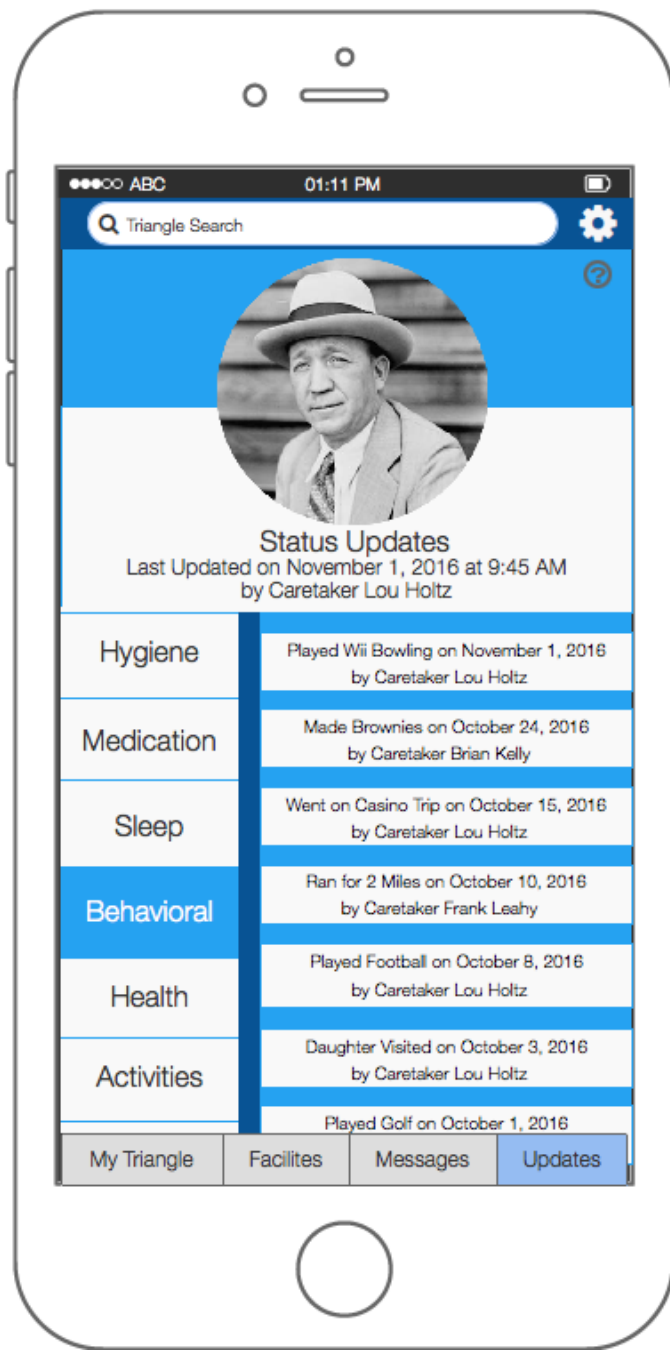 ABC 01:11 PM
Triangle Search
?
Status Updates
Last Updated on November 1, 2016 at 9:45 AM
by Caretaker Lou Holtz
Hygiene
Medication
Sleep
Behavioral
Health
Activities
Played Wii Bowling on November 1, 2016
by Caretaker Lou Holtz
Made Brownies on October 24, 2016
by Caretaker Brian Kelly
Went on Casino Trip on October 15, 2016
by Caretaker Lou Holtz
Ran for 2 Miles on October 10, 2016
by Caretaker Frank Leahy
Played Football on October 8, 2016
by Caretaker Lou Holtz
Daughter Visited on October 3, 2016
by Caretaker Lou Holtz
Played Golf on October 1, 2016
My Triangle Facilites Messages Updates